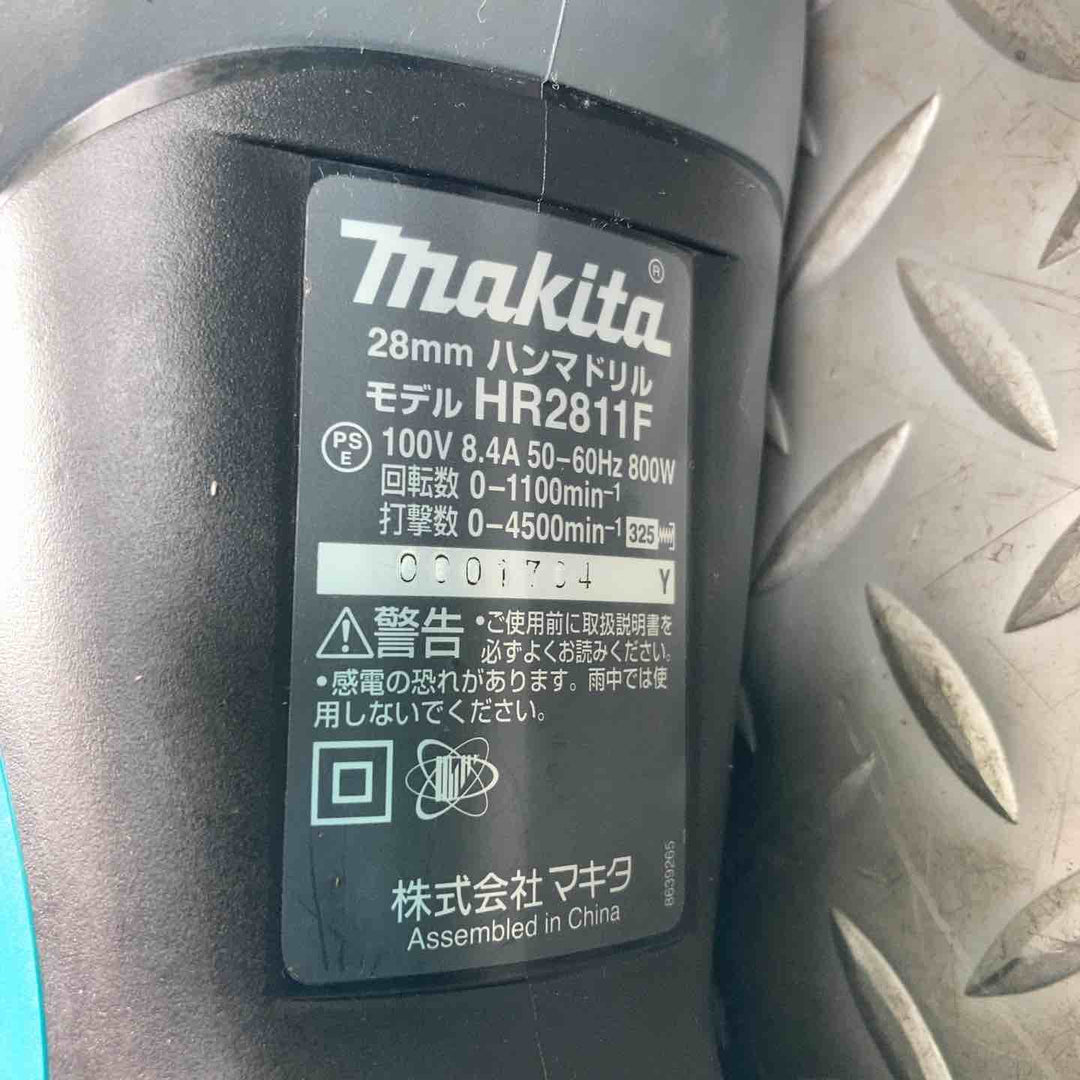 makita®
28mm ハンマドリル
モデル HR2811F
PSE 100V 8.4A 50-60Hz 800W
回転数 0-1100min-1
打撃数 0-4500min-1 325
Y
警告 •ご使用前に取扱説明書を
必ずよくお読みください。
•感電の恐れがあります。雨中では使
用しないでください。
株式会社マキタ
Assembled in China
8639265